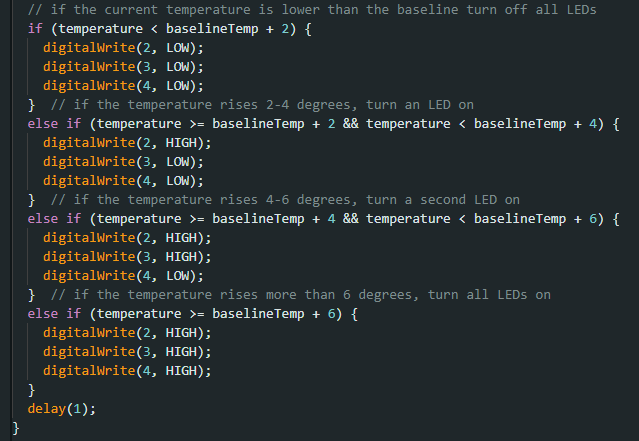 // if the current temperature is lower than the baseline turn off all LEDs
if (temperature < baselineTemp + 2) {
digitalWrite(2, LOW);
digitalWrite(3, LOW);
digitalWrite(4, LOW);
}  // if the temperature rises 2-4 degrees, turn an LED on
else if (temperature >= baselineTemp + 2 && temperature < baselineTemp + 4) {
digitalWrite(2, HIGH);
digitalWrite(3, LOW);
digitalWrite(4, LOW);
}  // if the temperature rises 4-6 degrees, turn a second LED on
else if (temperature >= baselineTemp + 4 && temperature < baselineTemp + 6) {
digitalWrite(2, HIGH);
digitalWrite(3, HIGH);
digitalWrite(4, LOW);
}  // if the temperature rises more than 6 degrees, turn all LEDs on
else if (temperature >= baselineTemp + 6) {
digitalWrite(2, HIGH);
digitalWrite(3, HIGH);
digitalWrite(4, HIGH);
}
delay(1);
}